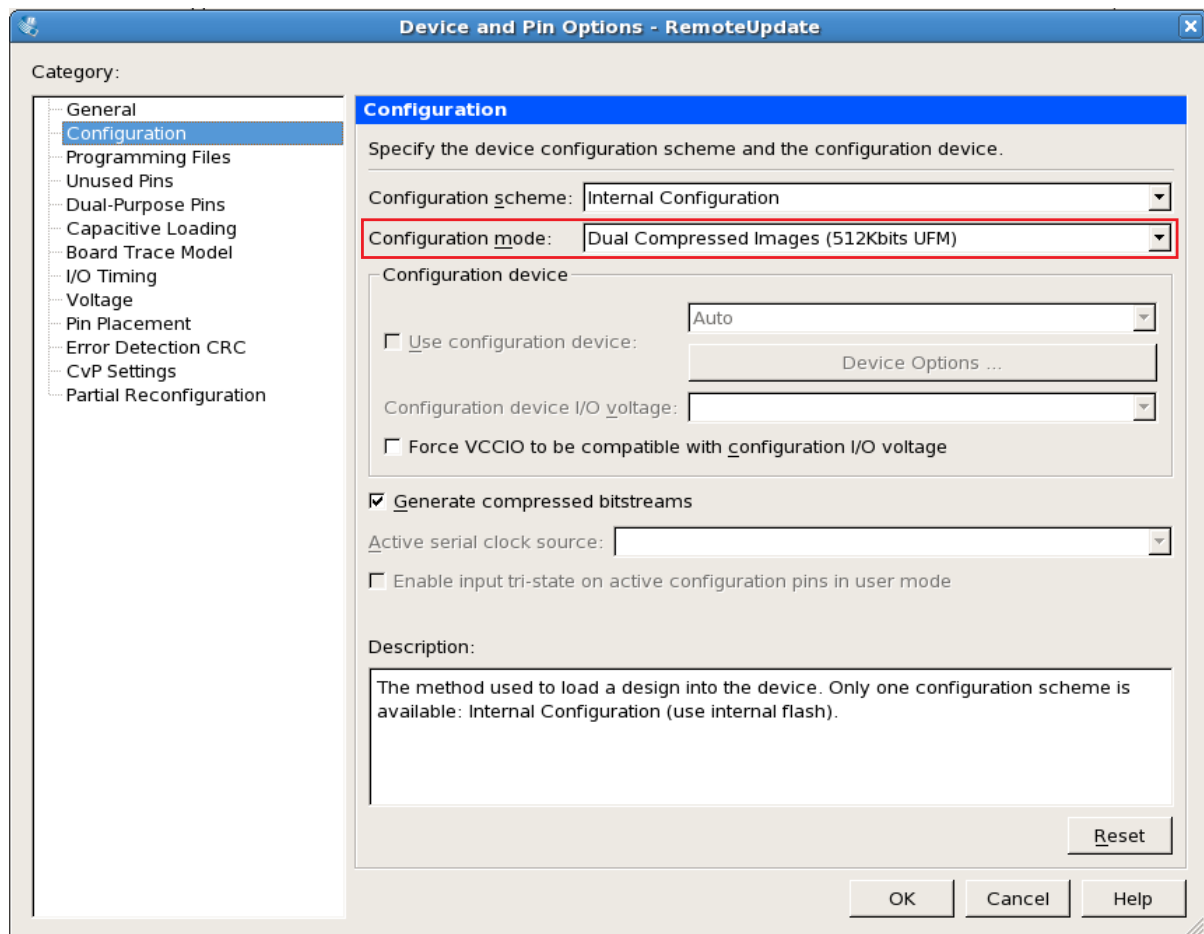 Device and Pin Options - RemoteUpdate
Category:
General
Configuration
Programming Files
Unused Pins
Dual-Purpose Pins
Capacitive Loading
Board Trace Model
I/O Timing
Voltage
Pin Placement
Error Detection CRC
CvP Settings
Partial Reconfiguration
Configuration
Specify the device configuration scheme and the configuration device.
Configuration scheme: Internal Configuration
Configuration mode: Dual Compressed Images (512Kbits UFM)
Configuration device
Auto
Use configuration device:
Device Options ...
Configuration device I/O voltage:
Force VCCIO to be compatible with configuration I/O voltage
Generate compressed bitstreams
Active serial clock source:
Enable input tri-state on active configuration pins in user mode
Description:
The method used to load a design into the device. Only one configuration scheme is
available: Internal Configuration (use internal flash).
Reset
OK Cancel Help